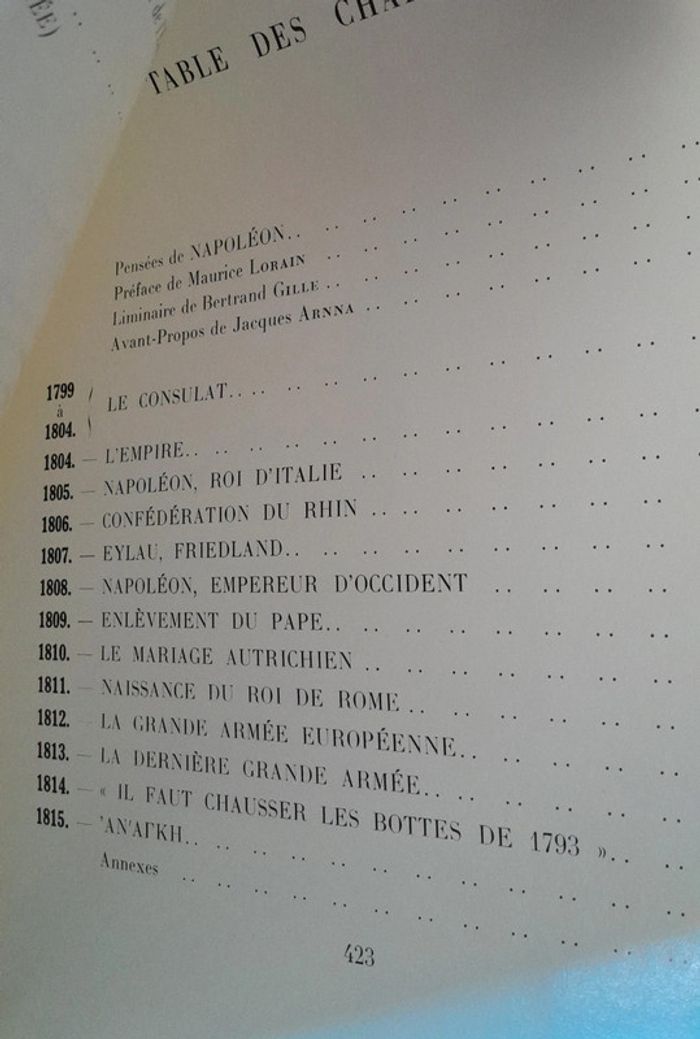 ÉE)
TABLE DES CHA
Pensées de NAPOLÉON.. .. .. .. .. .. .. .. .. ..
Préface de Maurice LORAIN .. .. .. .. .. .. .. .. ..
Liminaire de Bertrand GILLE .. .. .. .. .. .. .. .. ..
Avant-Propos de Jacques ARNNA .. .. .. .. .. .. .. ..
1799
à
1804.
LE CONSULAT.. .. .. .. .. .. .. .. .. .. ..
1804. — L'EMPIRE.. .. .. .. .. .. .. .. .. .. .. ..
1805. — NAPOLÉON, ROI D'ITALIE .. .. .. .. .. .. .. ..
1806. — CONFÉDÉRATION DU RHIN .. .. .. .. .. .. .. ..
1807. — EYLAU, FRIEDLAND.. .. .. .. .. .. .. .. .. ..
1808. — NAPOLÉON, EMPEREUR D'OCCIDENT .. .. .. .. ..
1809. — ENLÈVEMENT DU PAPE.. .. .. .. .. .. .. .. ..
1810. — LE MARIAGE AUTRICHIEN .. .. .. .. .. .. .. ..
1811. — NAISSANCE DU ROI DE ROME .. .. .. .. .. .. ..
1812. — LA GRANDE ARMÉE EUROPÉENNE.. .. .. .. .. ..
1813. — LA DERNIÈRE GRANDE ARMÉE.. .. .. .. .. .. ..
1814. — « IL FAUT CHAUSSER LES BOTTES DE 1793 ».. .. ..
1815. — 'ΑΝ'ΑΓΚΗ.. .. .. .. .. .. .. .. .. .. .. ..
Annexes .. .. .. .. .. .. .. .. .. .. .. ..
423